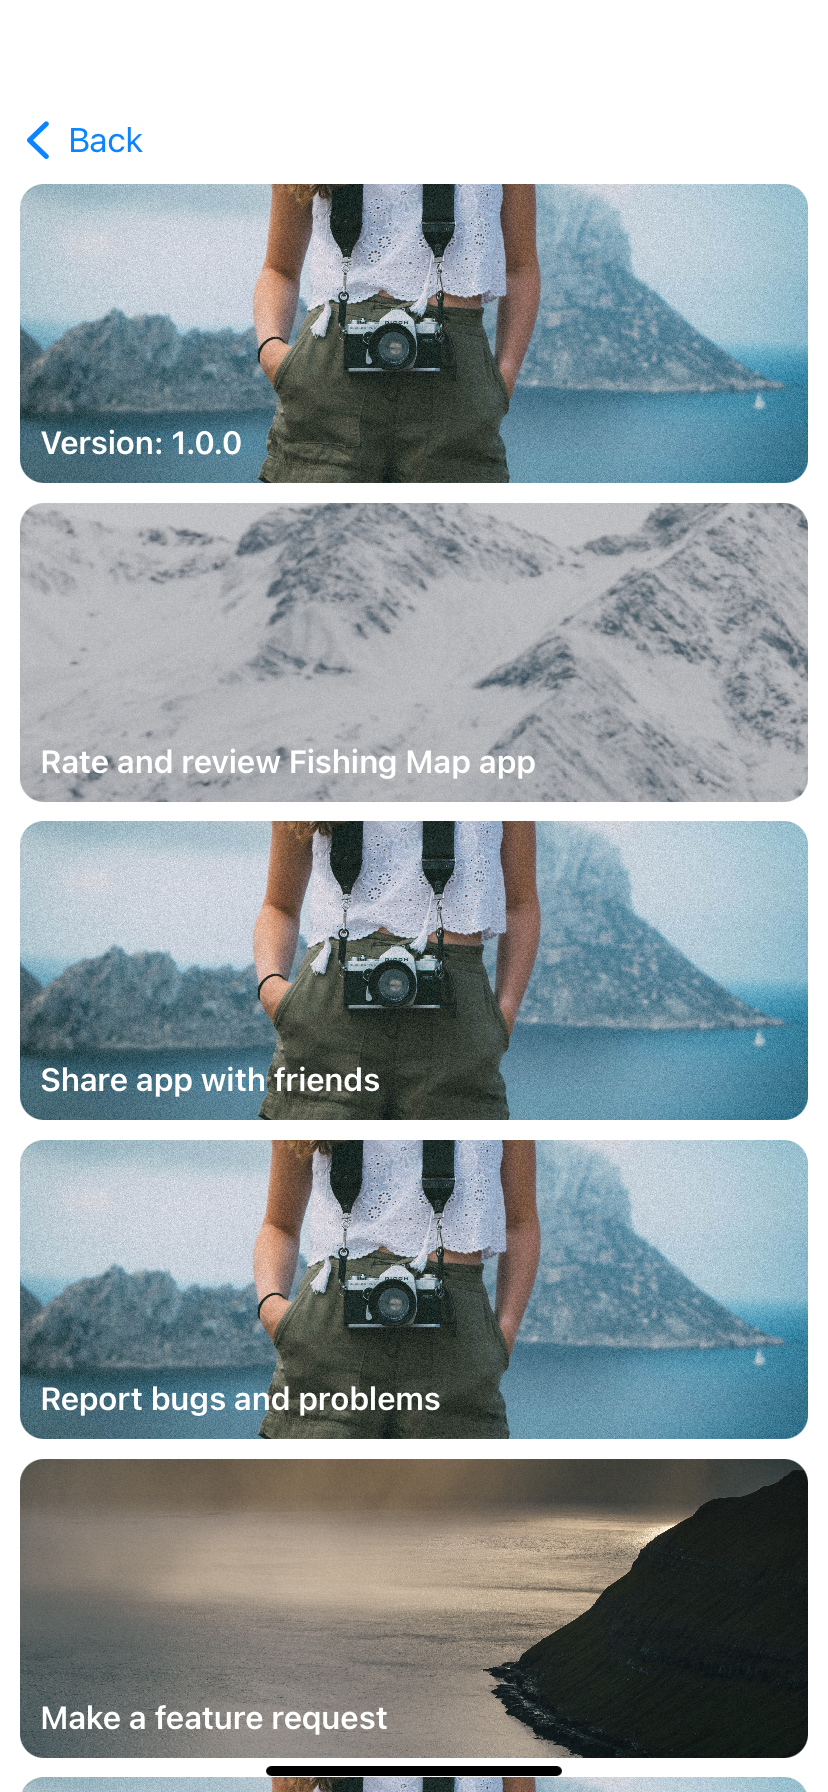 Back
Version: 1.0.0
Rate and review Fishing Map app
Share app with friends
Report bugs and problems
Make a feature request